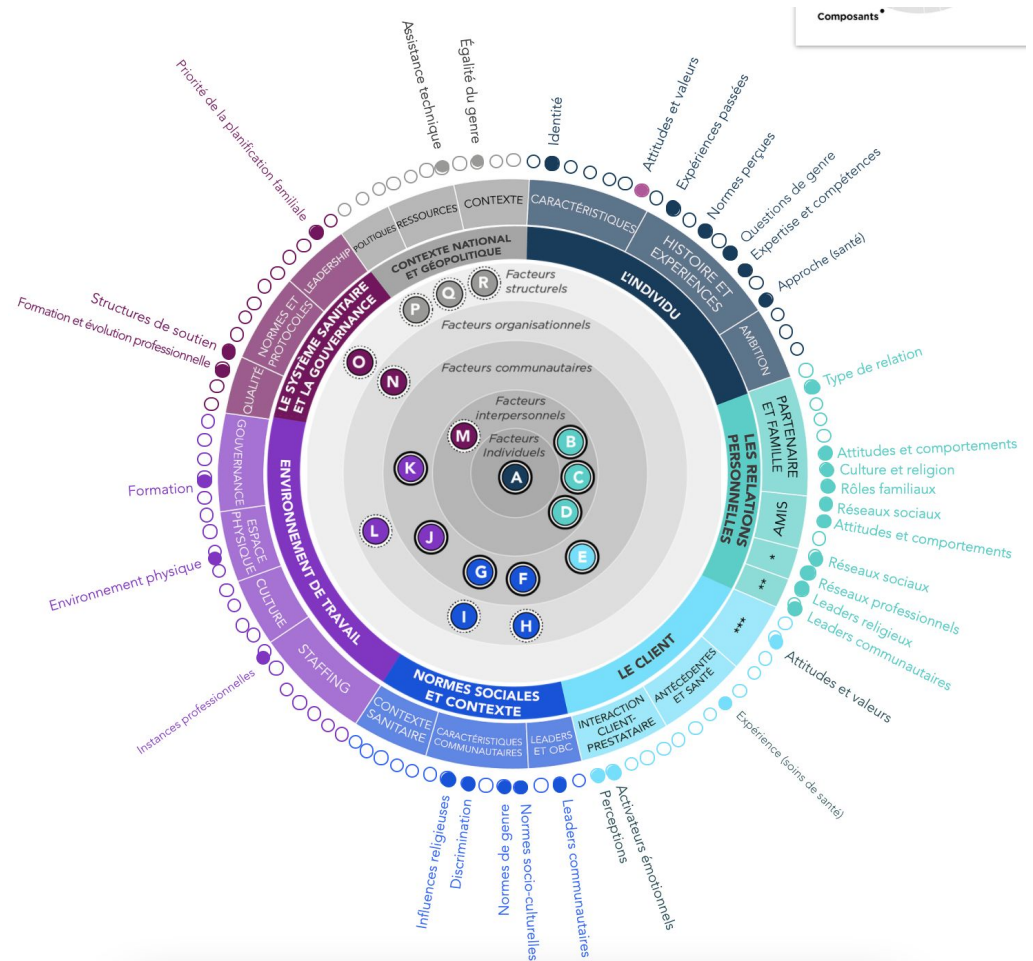 Composants
Assistance technique
Égalité du genre
Identité
Attitudes et valeurs
Expériences passées
Normes perçues
Questions de genre
Expertise et compétences
Approche (santé)
Type de relation
Attitudes et comportements
Culture et religion
Rôles familiaux
Réseaux sociaux
Attitudes et comportements
Réseaux sociaux
Réseaux professionnels
Leaders religieux
Leaders communautaires
Attitudes et valeurs
Expérience (soins de santé)
Activateurs émotionnels
Perceptions
Leaders communautaires
Normes socio-culturelles
Normes de genre
Discrimination
Influences religieuses
Instances professionnelles
Environnement physique
Formation
Formation et évolution professionnelle
Structures de soutien
Priorité de la planification familiale
POLITIQUES
RESSOURCES
CONTEXTE
CARACTÉRISTIQUES
HISTOIRE ET
EXPERIENCES
AMBITION
PARTENAIRE
ET FAMILLE
AMIS
*
**
***
ANTÉCÉDENTES
ET SANTÉ
INTERACTION
CLIENT-
PRESTATAIRE
LEADERS
ET OBC
CARACTÉRISTIQUES
COMMUNAUTAIRES
CONTEXTE
SANITAIRE
STAFFING
CULTURE
ESPACE
PHYSIQUE
GOUVERNANCE
QUALITÉ
NORMES ET
PROTOCOLES
LEADERSHIP
CONTEXTE NATIONAL
ET GÉOPOLITIQUE
L'INDIVIDU
LES RELATIONS
PERSONNELLES
LE CLIENT
NORMES SOCIALES
ET CONTEXTE
ENVIRONNEMENT DE TRAVAIL
LE SYSTÈME SANITAIRE
ET LA GOUVERNANCE
Facteurs
structurels
Facteurs organisationnels
Facteurs communautaires
Facteurs
interpersonnels
Facteurs
Individuels
R
Q
P
O
N
M
B
K
A
C
D
L
J
E
G
F
I
H